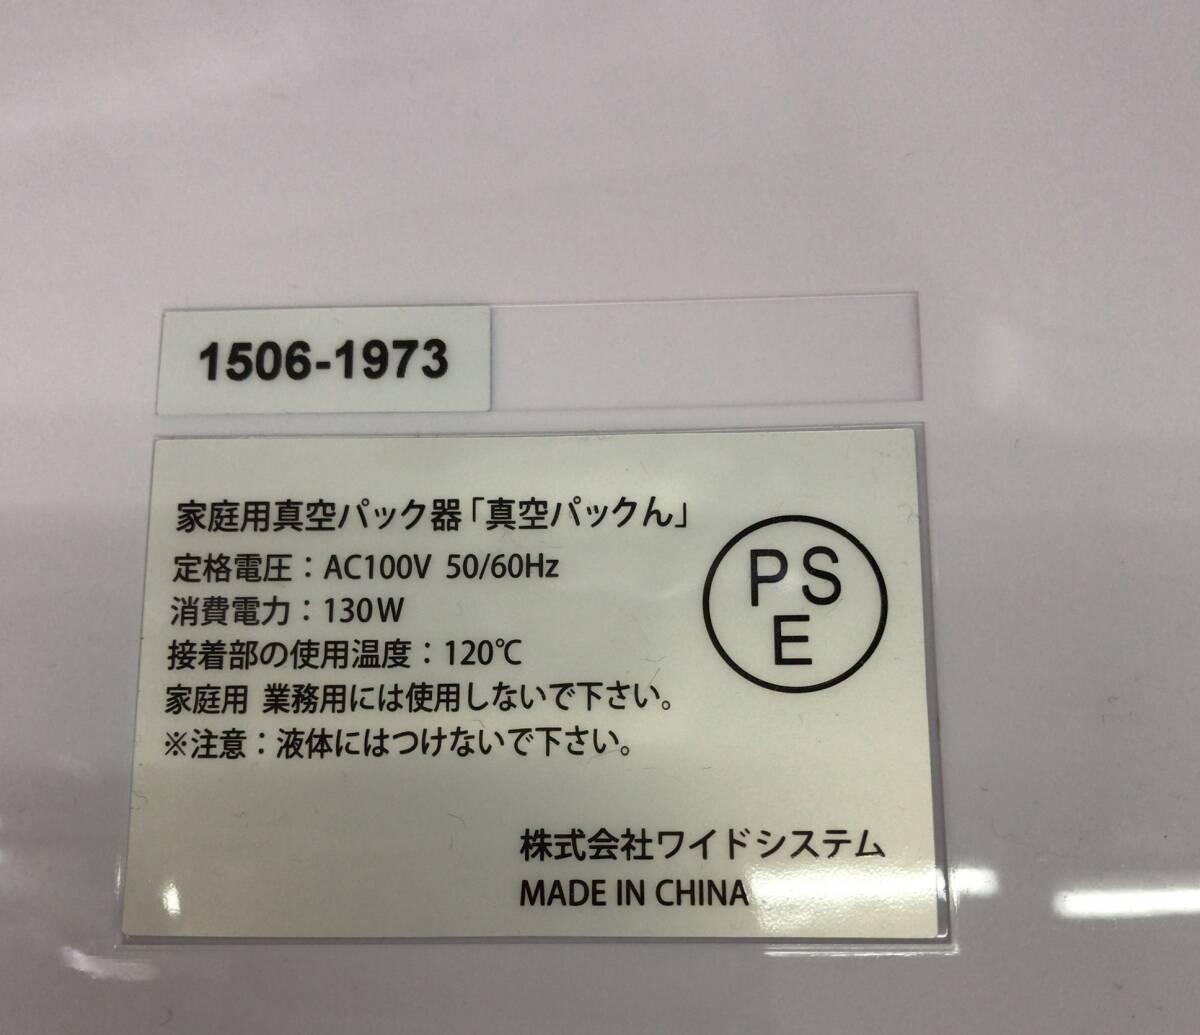 1506-1973
家庭用真空パック器「真空パックん」
定格電圧：AC100V 50/60Hz
消費電力：130W
接着部の使用温度：120℃
家庭用 業務用には使用しないで下さい。
※注意：液体にはつけないで下さい。
PS
E
株式会社ワイドシステム
MADE IN CHINA